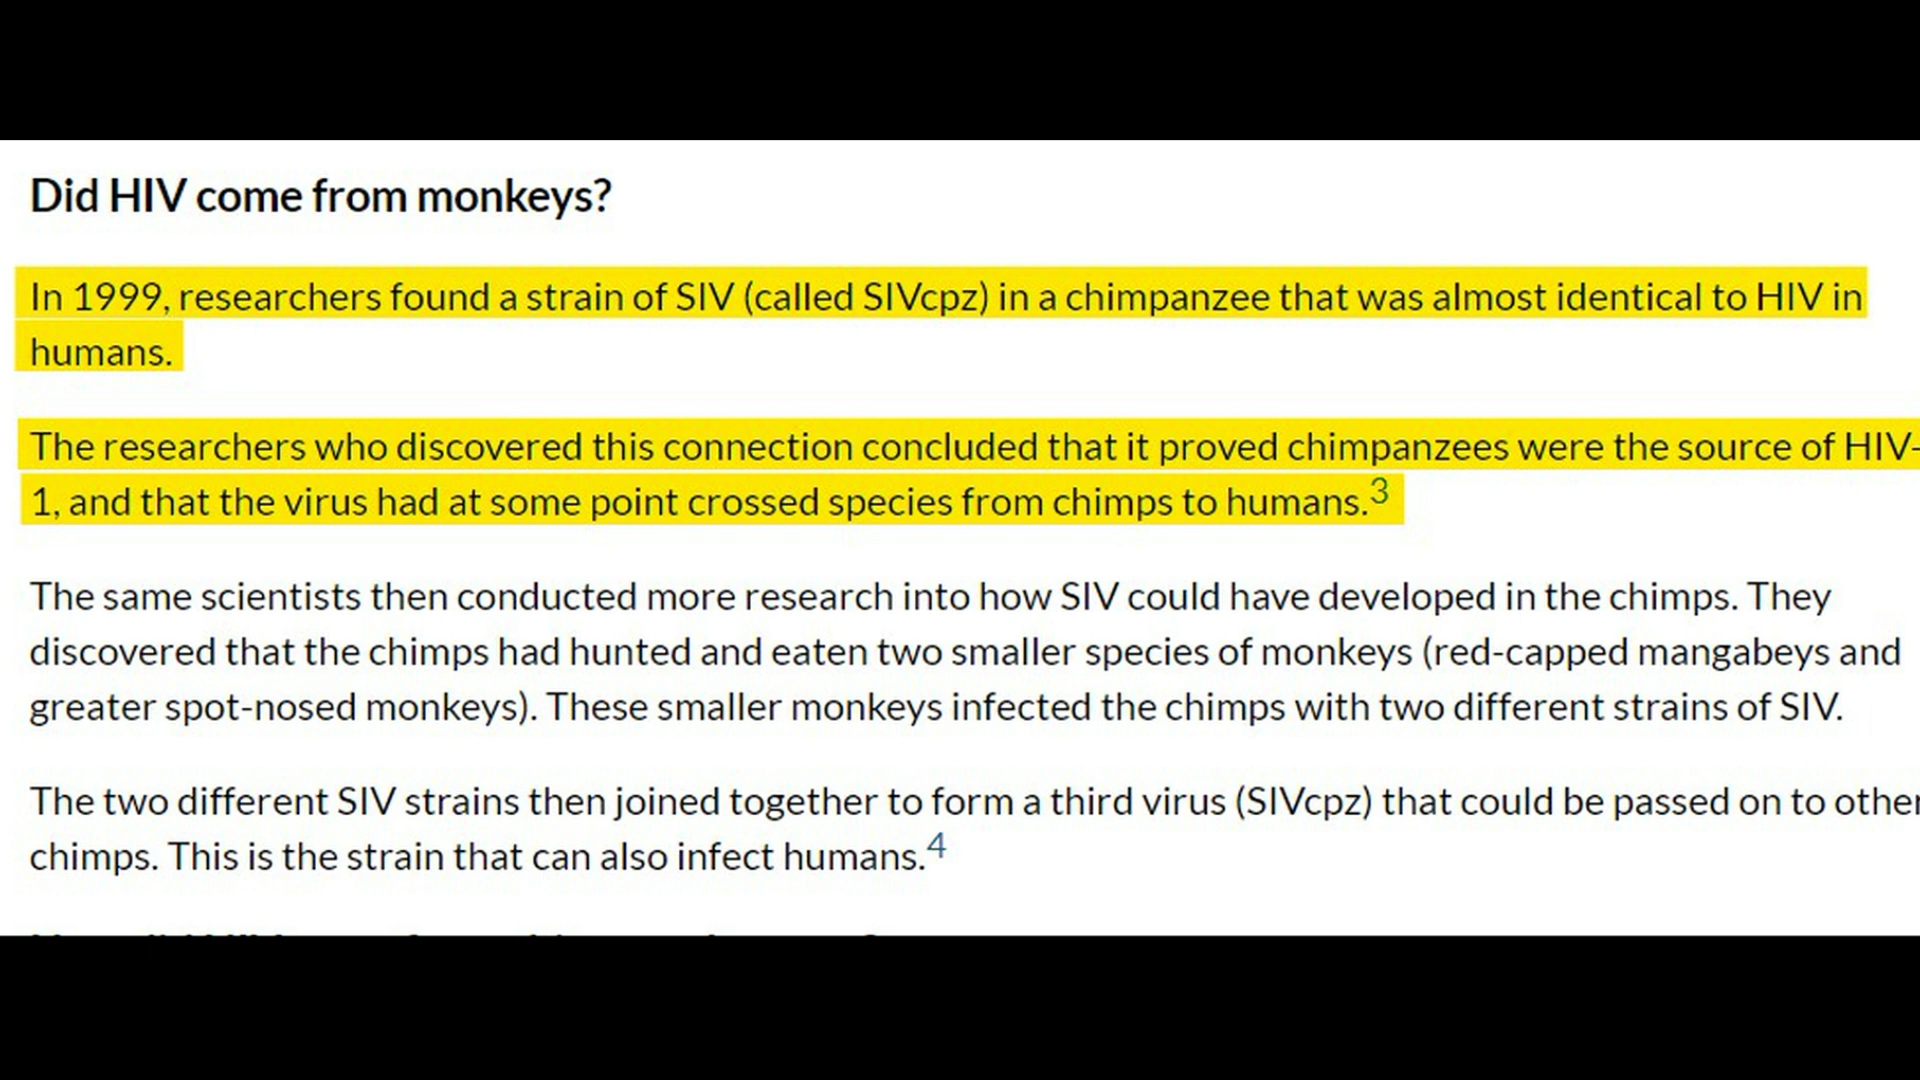 Did HIV come from monkeys?
In 1999, researchers found a strain of SIV (called SIVcpz) in a chimpanzee that was almost identical to HIV in
humans.
The researchers who discovered this connection concluded that it proved chimpanzees were the source of HIV-
1, and that the virus had at some point crossed species from chimps to humans.3
The same scientists then conducted more research into how SIV could have developed in the chimps. They
discovered that the chimps had hunted and eaten two smaller species of monkeys (red-capped mangabeys and
greater spot-nosed monkeys). These smaller monkeys infected the chimps with two different strains of SIV.
The two different SIV strains then joined together to form a third virus (SIVcpz) that could be passed on to other
chimps. This is the strain that can also infect humans.4